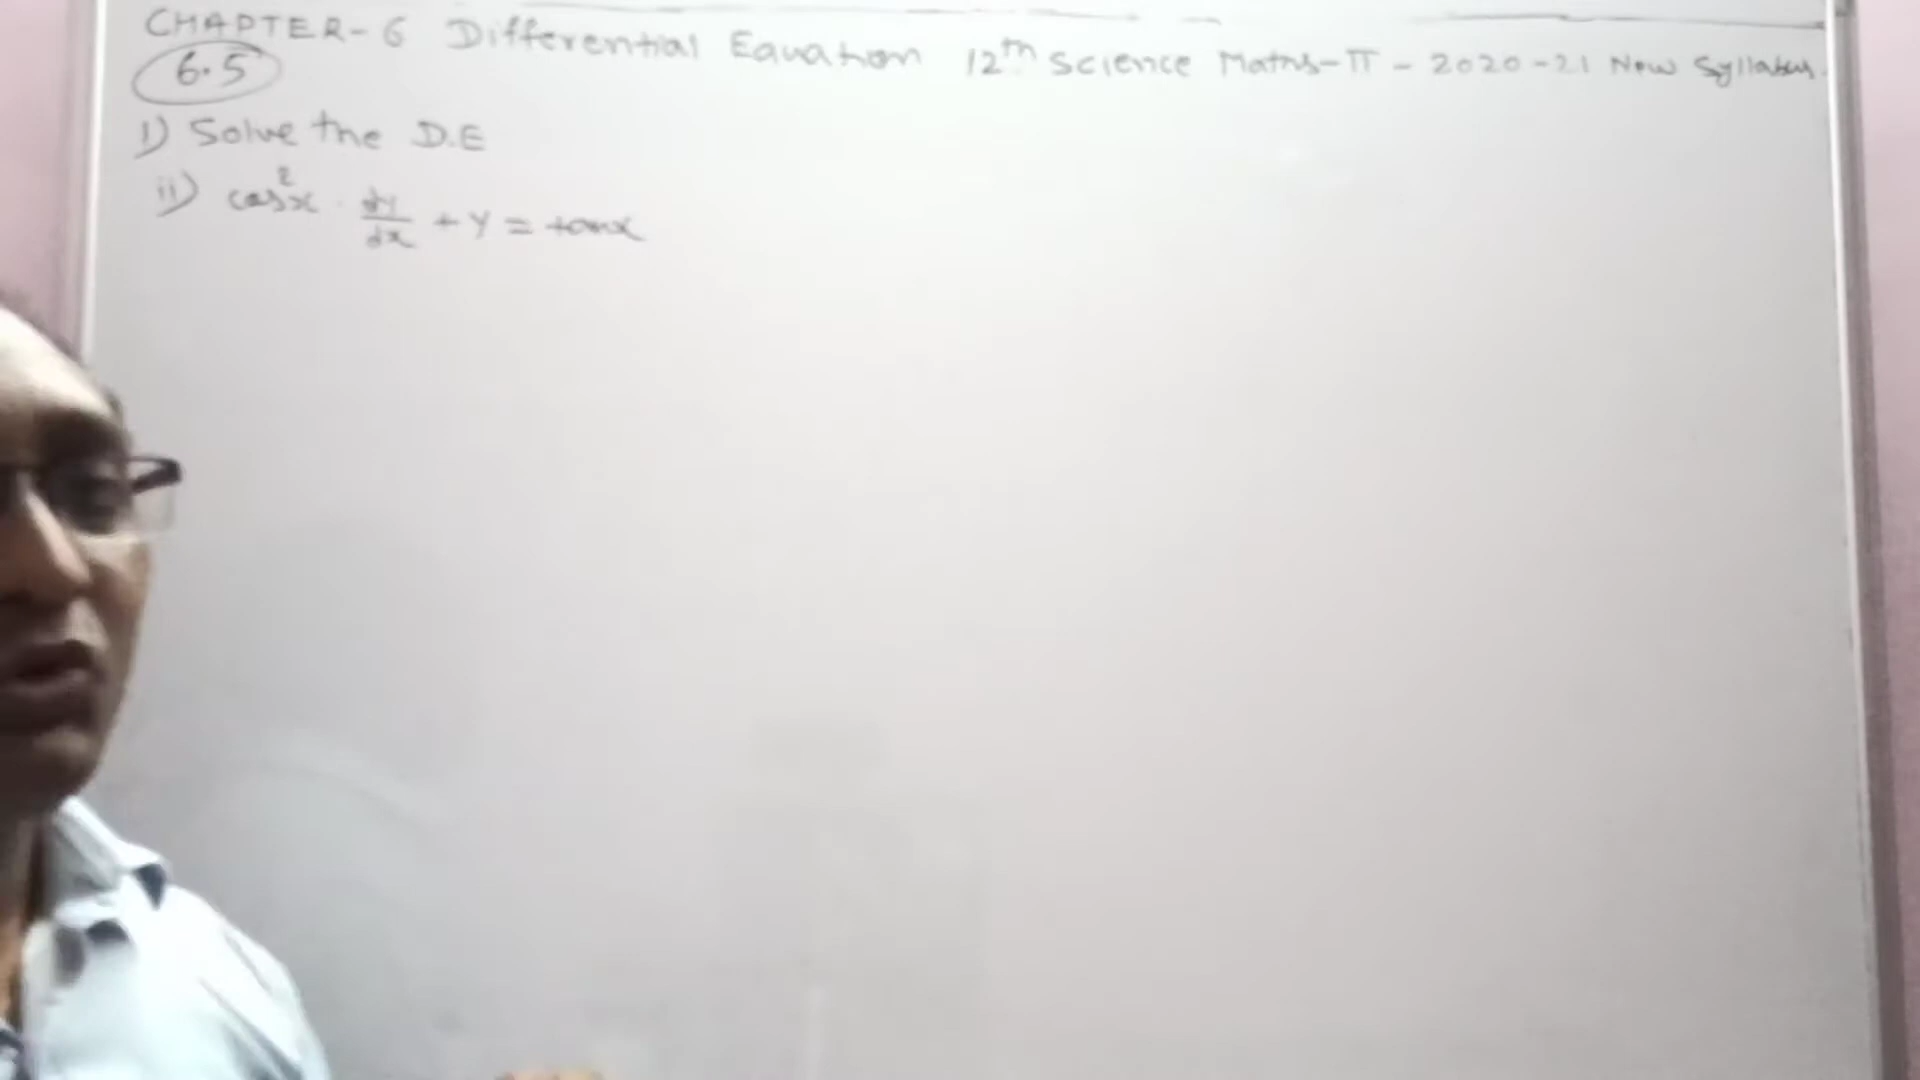 CHAPTER-6 Differential Equation 12th Science Maths-II - 2020-21 New Syllabus.
6.5
1) Solve the D.E
ii) cos²x · dy/dx + y = tanx